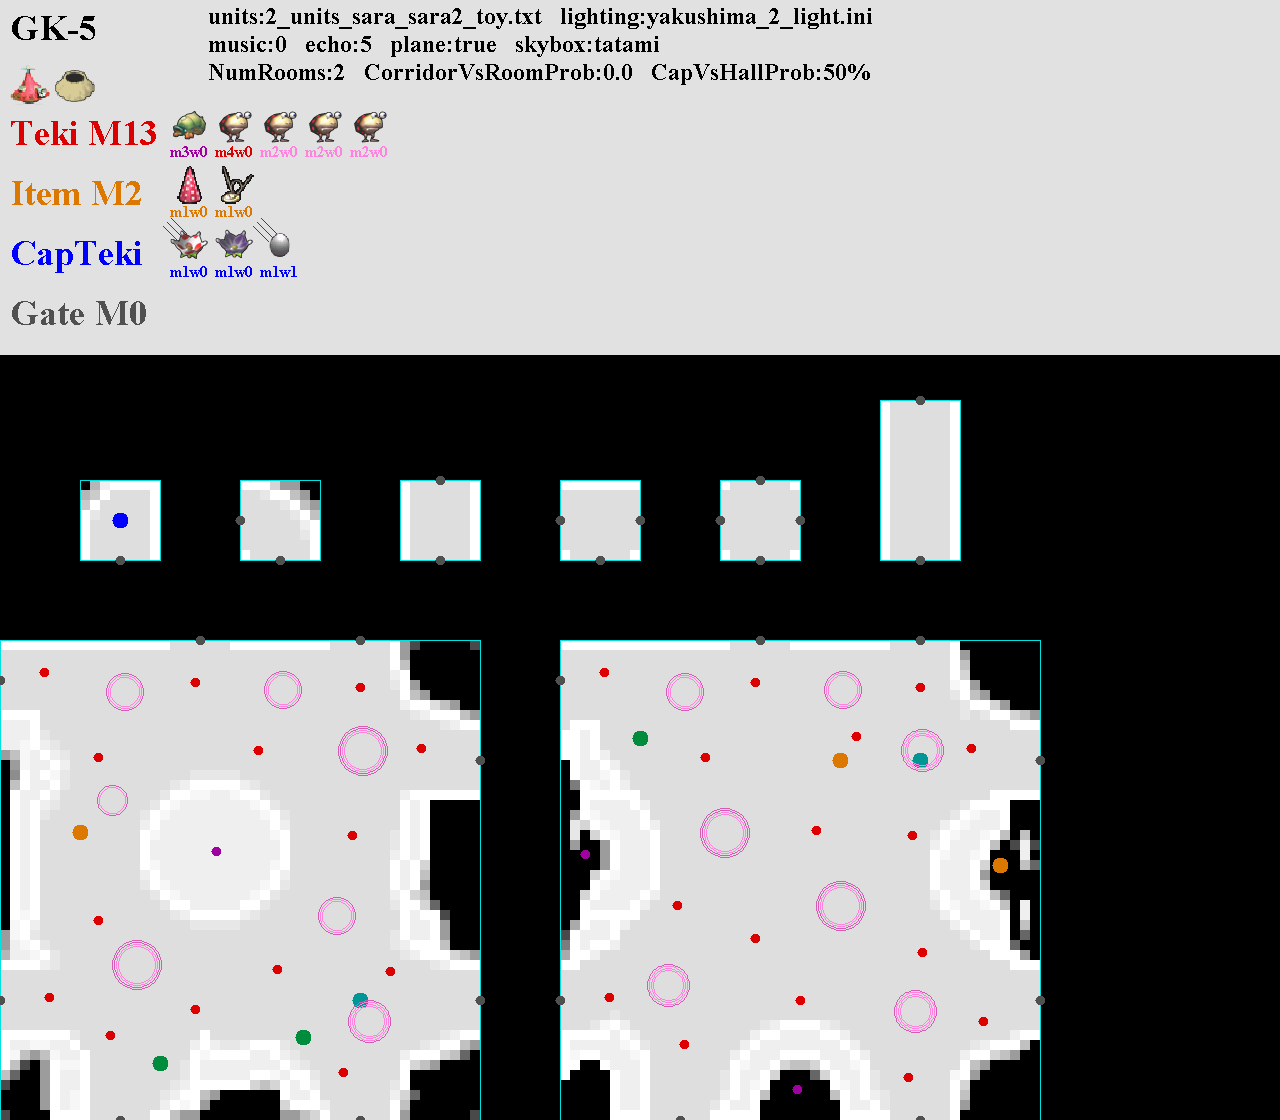 GK-5
units:2_units_sara_sara2_toy.txt lighting:yakushima_2_light.ini
music:0 echo:5 plane:true skybox:tatami
NumRooms:2 CorridorVsRoomProb:0.0 CapVsHallProb:50%
Teki M13
m3w0 m4w0 m2w0 m2w0 m2w0
Item M2
m1w0 m1w0
CapTeki
m1w0 m1w0 m1w1
Gate M0